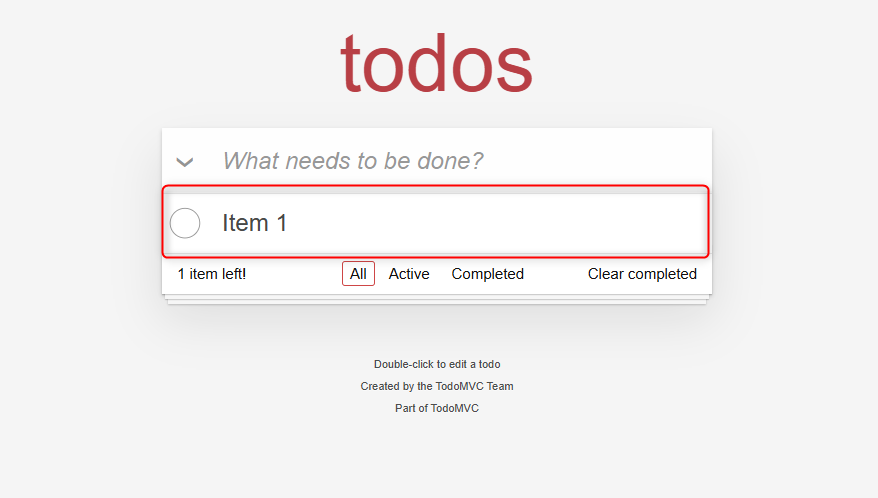 todos
What needs to be done?
Item 1
1 item left! All Active Completed Clear completed
Double-click to edit a todo
Created by the TodoMVC Team
Part of TodoMVC